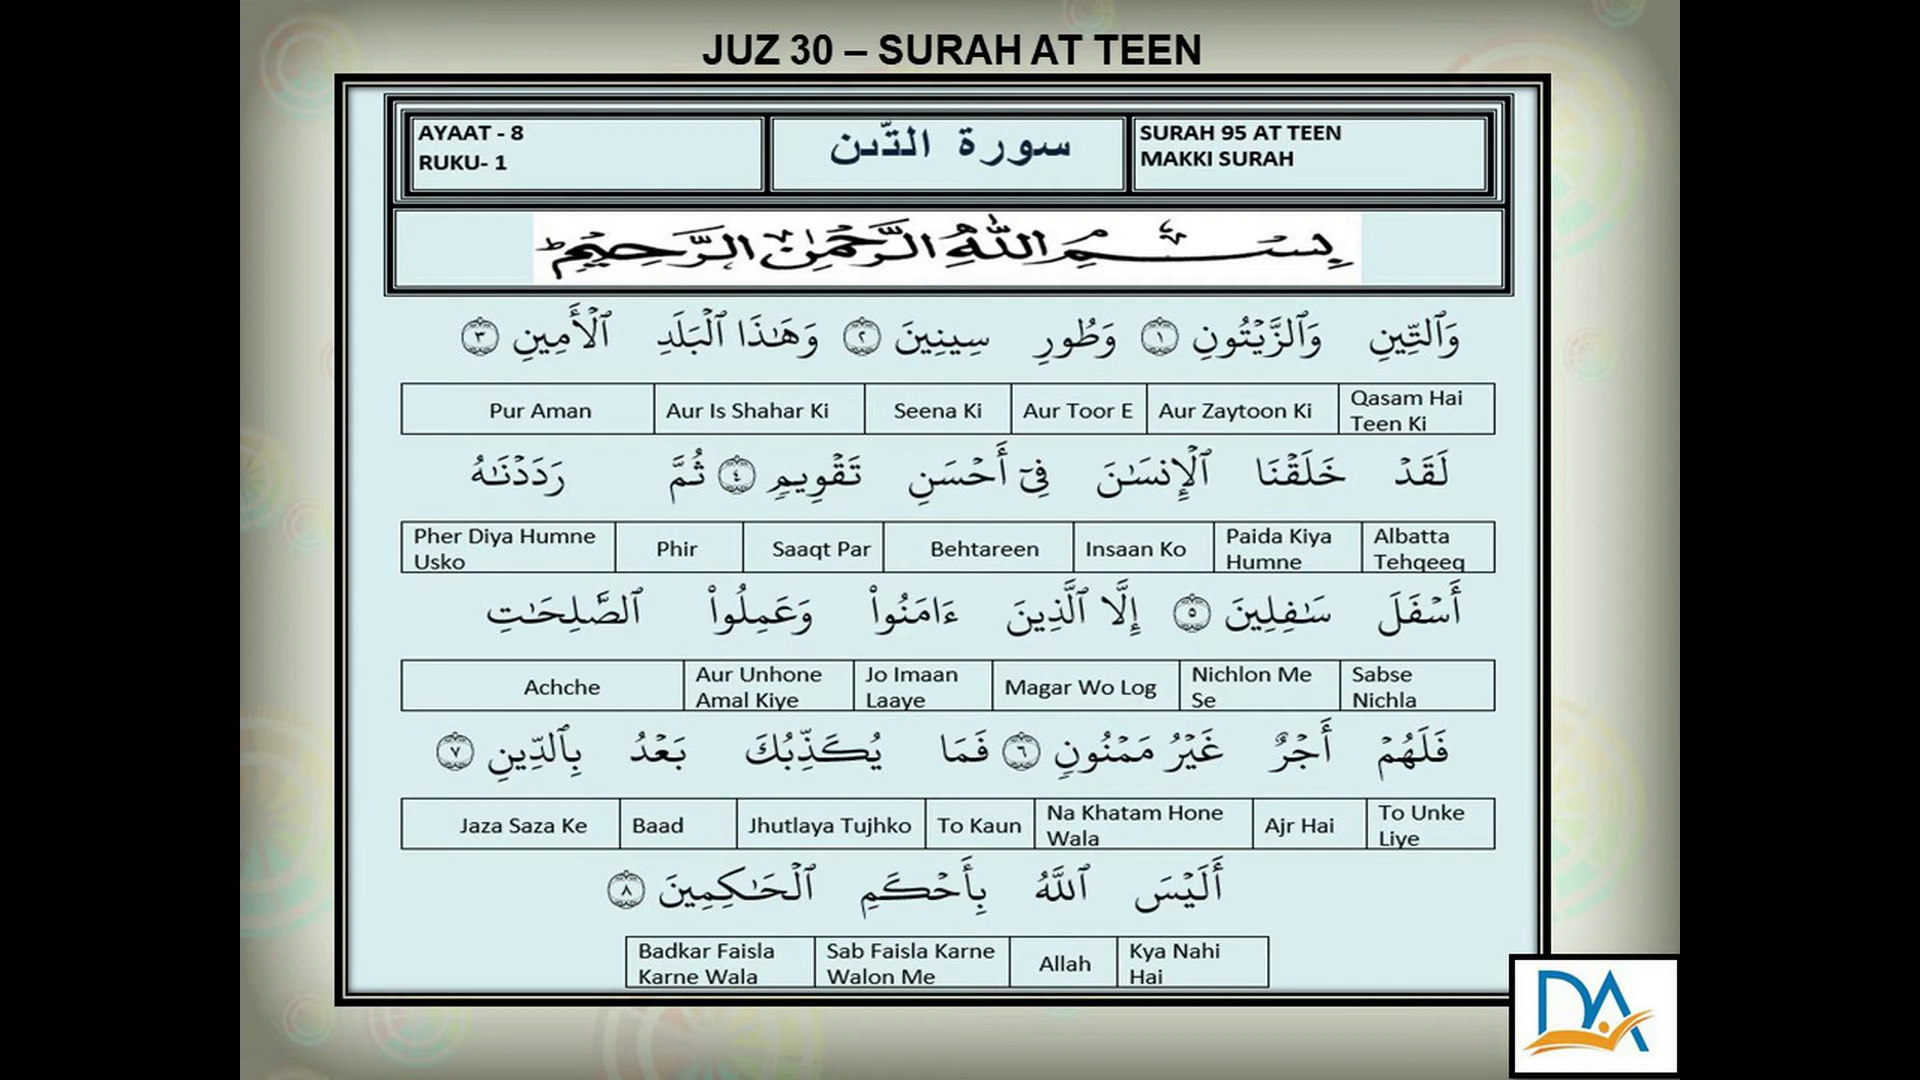 JUZ 30 – SURAH AT TEEN
AYAAT - 8
RUKU- 1
سورة التّين
SURAH 95 AT TEEN
MAKKI SURAH
بِسْمِ اللهِ الرَّحْمٰنِ الرَّحِيْمِ ط
وَٱلتِّينِ وَٱلزَّيْتُونِ ١ وَطُورِ سِينِينَ ٢ وَهَـٰذَا ٱلْبَلَدِ ٱلْأَمِينِ ٣
Qasam Hai Teen Ki | Aur Zaytoon Ki | Aur Toor E | Seena Ki | Aur Is Shahar Ki | Pur Aman
لَقَدْ خَلَقْنَا ٱلْإِنسَـٰنَ فِىٓ أَحْسَنِ تَقْوِيمٍ ٤ ثُمَّ رَدَدْنَـٰهُ
Albatta Tehqeeq | Paida Kiya Humne | Insaan Ko | Behtareen | Saaqt Par | Phir | Pher Diya Humne Usko
أَسْفَلَ سَـٰفِلِينَ ٥ إِلَّا ٱلَّذِينَ ءَامَنُوا۟ وَعَمِلُوا۟ ٱلصَّـٰلِحَـٰتِ
Sabse Nichla | Nichlon Me Se | Magar Wo Log | Jo Imaan Laaye | Aur Unhone Amal Kiye | Achche
فَلَهُمْ أَجْرٌ غَيْرُ مَمْنُونٍ ٦ فَمَا يُكَذِّبُكَ بَعْدُ بِٱلدِّينِ ٧
To Unke Liye | Ajr Hai | Na Khatam Hone Wala | To Kaun | Jhutlaya Tujhko | Baad | Jaza Saza Ke
أَلَيْسَ ٱللَّهُ بِأَحْكَمِ ٱلْحَـٰكِمِينَ ٨
Kya Nahi Hai | Allah | Sab Faisla Karne Walon Me | Badkar Faisla Karne Wala
DA